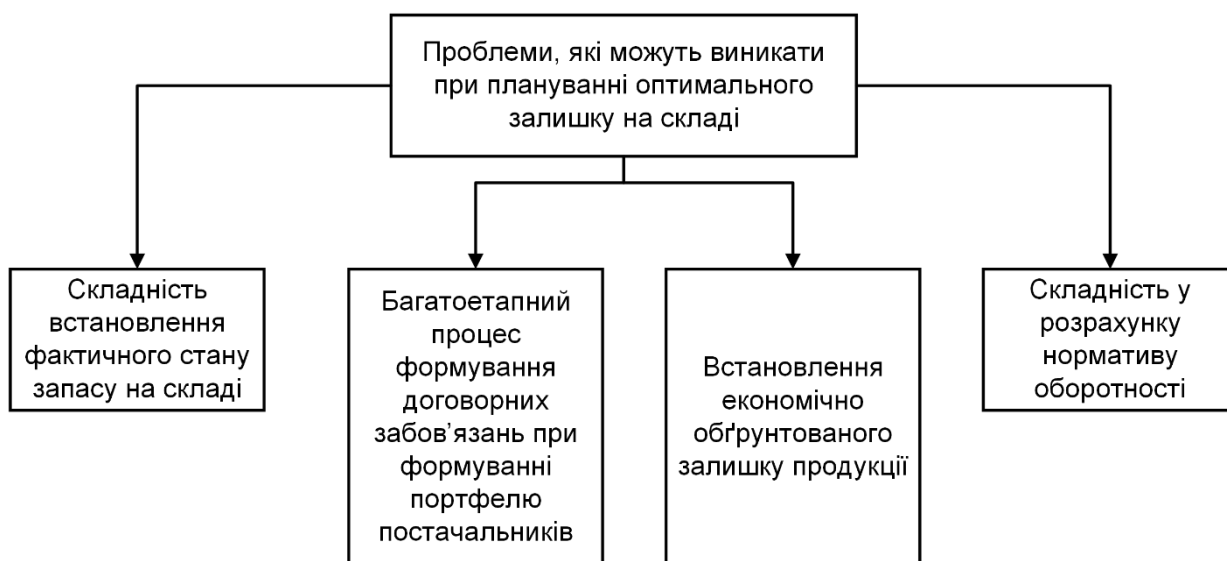 Проблеми, які можуть виникати
при плануванні оптимального
залишку на складі
Складність
встановлення
фактичного стану
запасу на складі
Багатоетапний
процес
формування
договорних
забов’язань при
формуванні
портфелю
постачальників
Встановлення
економічно
обґрунтованого
залишку продукції
Складність у
розрахунку
нормативу
оборотності